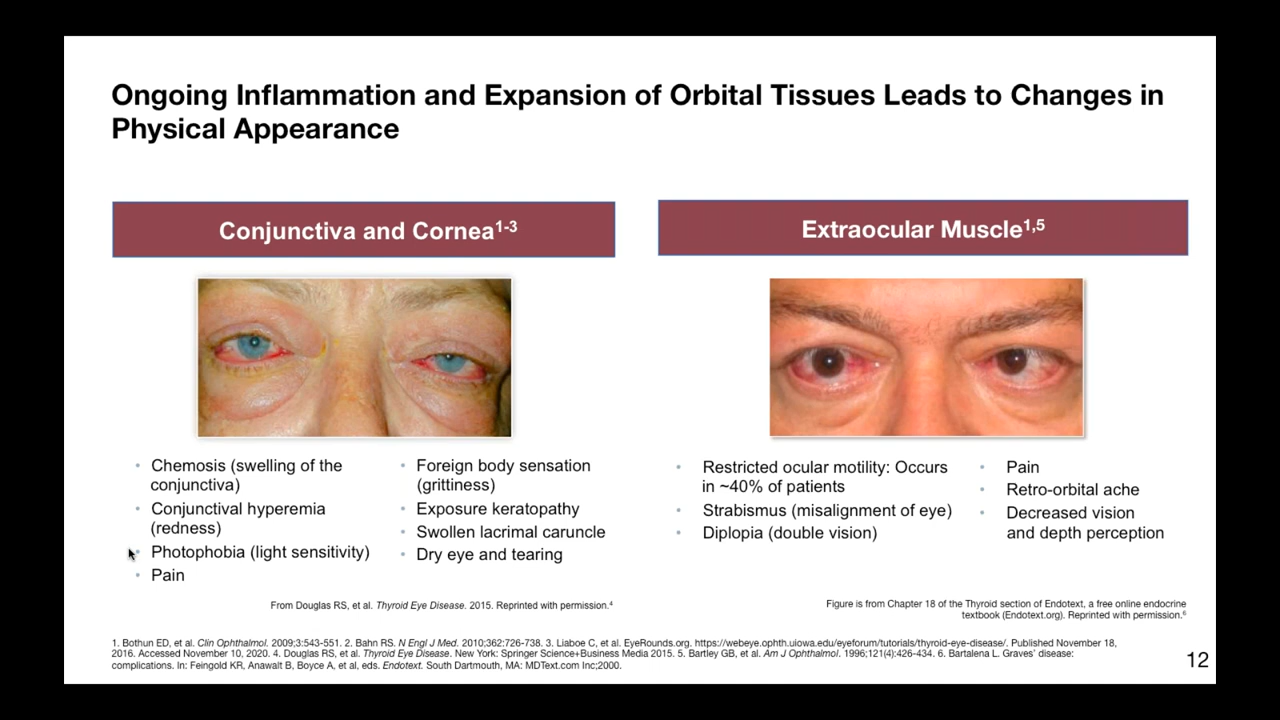 Ongoing Inflammation and Expansion of Orbital Tissues Leads to Changes in
Physical Appearance
Conjunctiva and Cornea1-3
Chemosis (swelling of the
conjunctiva)
Conjunctival hyperemia
(redness)
Photophobia (light sensitivity)
Pain
Foreign body sensation
(grittiness)
Exposure keratopathy
Swollen lacrimal caruncle
Dry eye and tearing
From Douglas RS, et al. Thyroid Eye Disease. 2015. Reprinted with permission.4
Extraocular Muscle1,5
Restricted ocular motility: Occurs
in ~40% of patients
Strabismus (misalignment of eye)
Diplopia (double vision)
Pain
Retro-orbital ache
Decreased vision
and depth perception
Figure is from Chapter 18 of the Thyroid section of Endotext, a free online endocrine
textbook (Endotext.org). Reprinted with permission.6
1. Bothun ED, et al. Clin Ophthalmol. 2009;3:543-551. 2. Bahn RS. N Engl J Med. 2010;362:726-738. 3. Liaboe C, et al. EyeRounds.org. https://webeye.ophth.uiowa.edu/eyeforum/tutorials/thyroid-eye-disease/. Published November 18,
2016. Accessed November 10, 2020. 4. Douglas RS, et al. Thyroid Eye Disease. New York: Springer Science+Business Media 2015. 5. Bartley GB, et al. Am J Ophthalmol. 1996;121(4):426-434. 6. Bartalena L. Graves' disease:
complications. In: Feingold KR, Anawalt B, Boyce A, et al, eds. Endotext. South Dartmouth, MA: MDText.com Inc;2000.
12